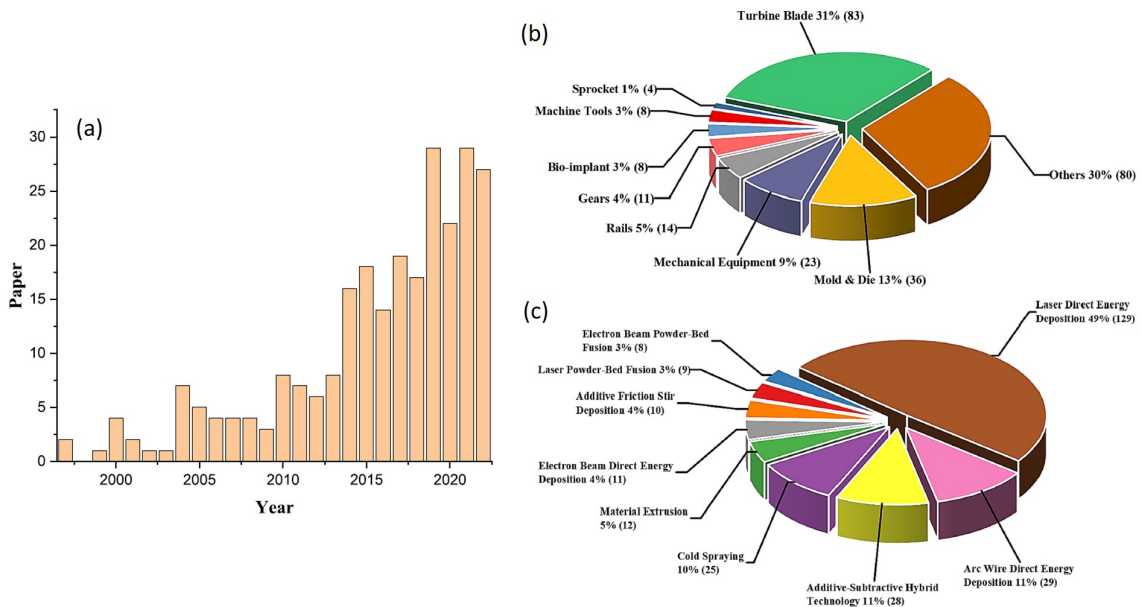 (a)
30
25
20
15
10
5
0
Paper
2000
2005
2010
2015
2020
Year
(b)
Turbine Blade 31% (83)
Sprocket 1% (4)
Machine Tools 3% (8)
Bio-implant 3% (8)
Gears 4% (11)
Rails 5% (14)
Mechanical Equipment 9% (23)
Mold & Die 13% (36)
Others 30% (80)
(c)
Laser Direct Energy
Deposition 49% (129)
Electron Beam Powder-Bed
Fusion 3% (8)
Laser Powder-Bed Fusion 3% (9)
Additive Friction Stir
Deposition 4% (10)
Electron Beam Direct Energy
Deposition 4% (11)
Material Extrusion
5% (12)
Cold Spraying
10% (25)
Additive-Subtractive Hybrid
Technology 11% (28)
Arc Wire Direct Energy
Deposition 11% (29)